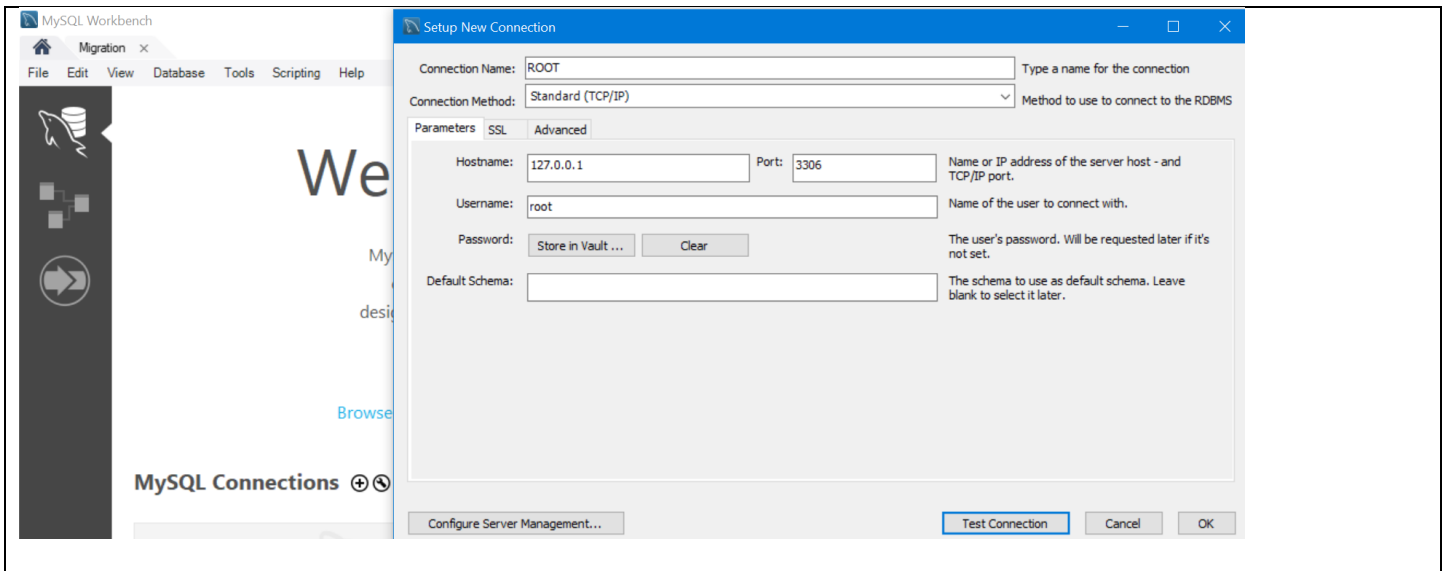 MySQL Workbench
Migration
File Edit View Database Tools Scripting Help
We
My
desig
Browse
MySQL Connections
Setup New Connection
Connection Name: ROOT Type a name for the connection
Connection Method: Standard (TCP/IP) Method to use to connect to the RDBMS
Parameters SSL Advanced
Hostname: 127.0.0.1 Port: 3306 Name or IP address of the server host - and
TCP/IP port.
Username: root Name of the user to connect with.
Password: Store in Vault ... Clear The user's password. Will be requested later if it's
not set.
Default Schema: The schema to use as default schema. Leave
blank to select it later.
Configure Server Management... Test Connection Cancel OK